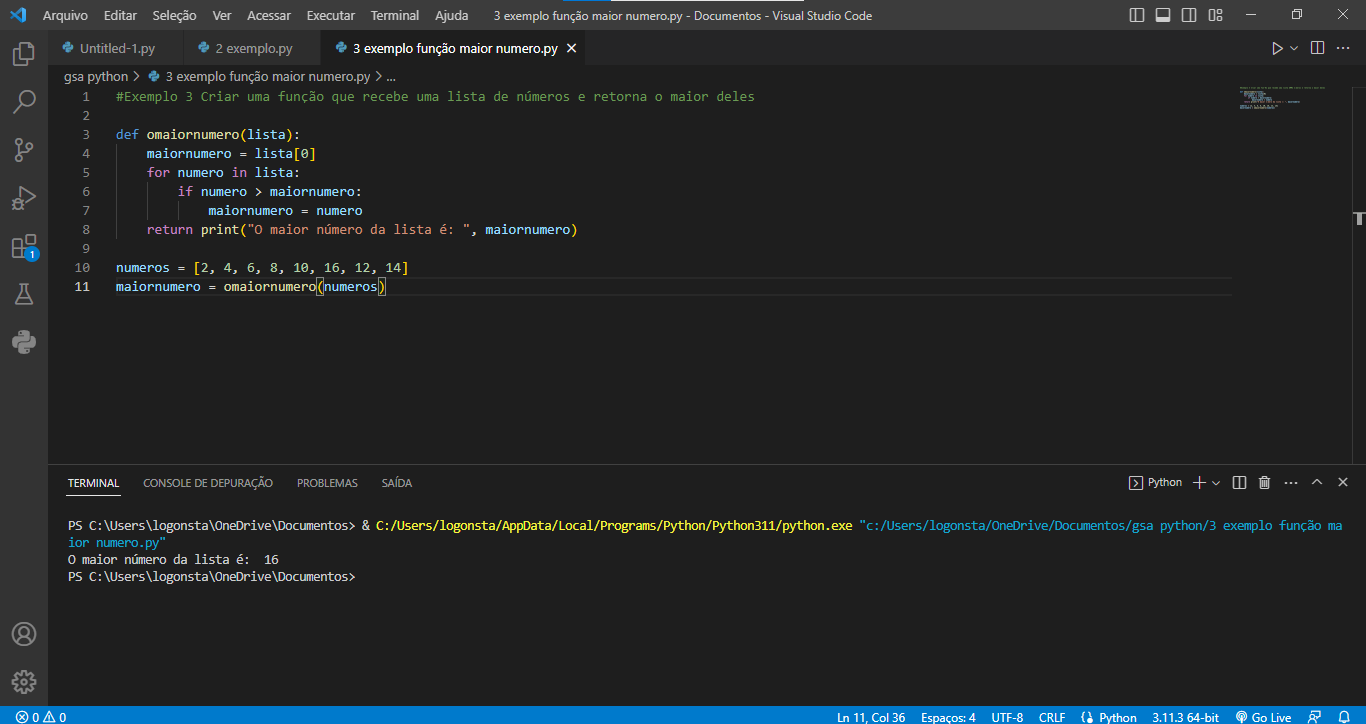 Arquivo Editar Seleção Ver Acessar Executar Terminal Ajuda 3 exemplo função maior numero.py - Documentos - Visual Studio Code
Untitled-1.py 2 exemplo.py 3 exemplo função maior numero.py
gsa python > 3 exemplo função maior numero.py > ...
1 #Exemplo 3 Criar uma função que recebe uma lista de números e retorna o maior deles
2
3 def omaiornumero(lista):
4 maiornumero = lista[0]
5 for numero in lista:
6 if numero > maiornumero:
7 maiornumero = numero
8 return print("O maior número da lista é: ", maiornumero)
9
10 numeros = [2, 4, 6, 8, 10, 16, 12, 14]
11 maiornumero = omaiornumero(numeros)
1
TERMINAL CONSOLE DE DEPURAÇÃO PROBLEMAS SAÍDA Python
PS C:\Users\logonsta\OneDrive\Documentos> & C:/Users/logonsta/AppData/Local/Programs/Python/Python311/python.exe "c:/Users/logonsta/OneDrive/Documentos/gsa python/3 exemplo função ma
ior numero.py"
O maior número da lista é:  16
PS C:\Users\logonsta\OneDrive\Documentos>
0 0 Ln 11, Col 36 Espaços: 4 UTF-8 CRLF Python 3.11.3 64-bit Go Live